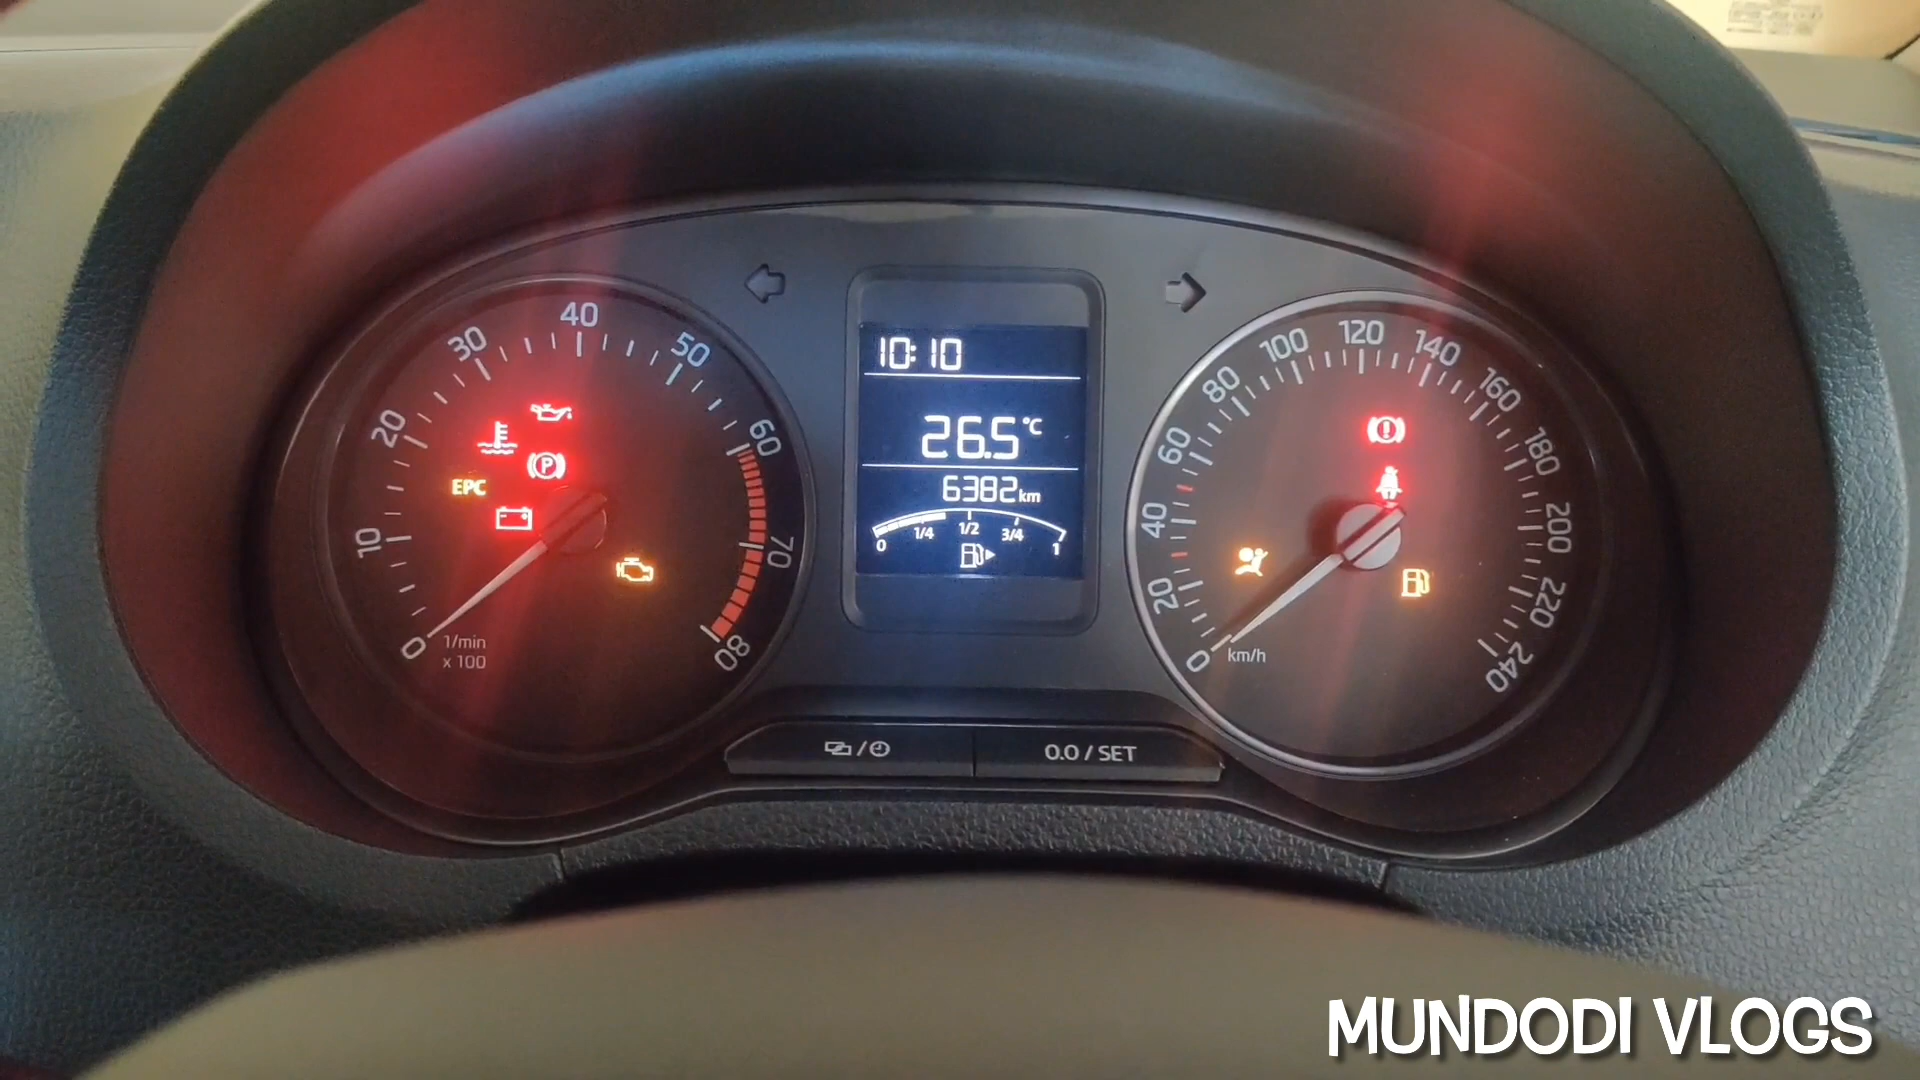 10 20 30 40 50 60 70 80
0
1/min
x 100
EPC
P
10:10
26.5°C
6382km
0 1/4 1/2 3/4 1
0 20 40 60 80 100 120 140 160 180 200 220 240
km/h
0.0 / SET
MUNDODI VLOGS